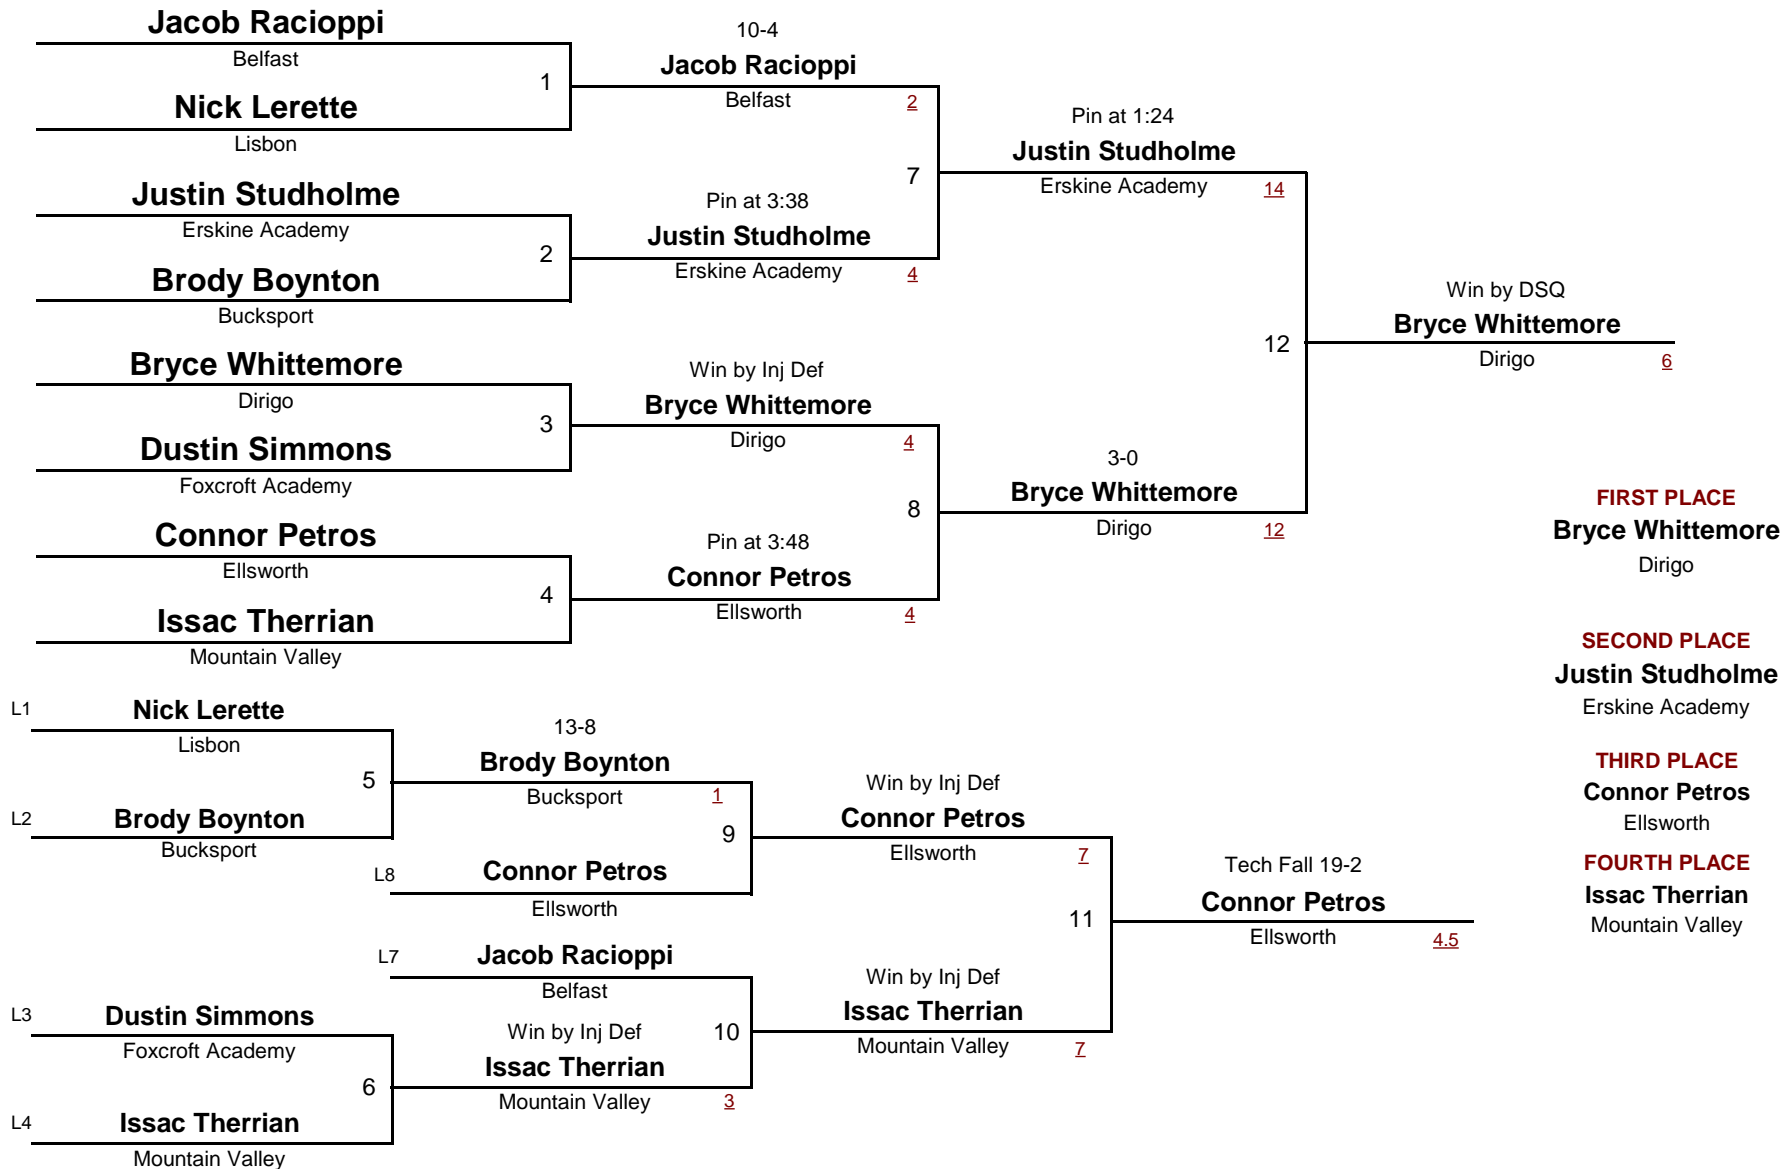 Jacob Racioppi
Belfast
1
Nick Lerette
Lisbon
Justin Studholme
Erskine Academy
2
Brody Boynton
Bucksport
Bryce Whittemore
Dirigo
3
Dustin Simmons
Foxcroft Academy
Connor Petros
Ellsworth
4
Issac Therrian
Mountain Valley
10-4
Jacob Racioppi
Belfast 2
7
Pin at 3:38
Justin Studholme
Erskine Academy 4
Win by Inj Def
Bryce Whittemore
Dirigo 4
8
Pin at 3:48
Connor Petros
Ellsworth 4
Pin at 1:24
Justin Studholme
Erskine Academy 14
12
3-0
Bryce Whittemore
Dirigo 12
Win by DSQ
Bryce Whittemore
Dirigo 6
FIRST PLACE
Bryce Whittemore
Dirigo
SECOND PLACE
Justin Studholme
Erskine Academy
THIRD PLACE
Connor Petros
Ellsworth
FOURTH PLACE
Issac Therrian
Mountain Valley
L1 Nick Lerette
Lisbon
5
L2 Brody Boynton
Bucksport
13-8
Brody Boynton
Bucksport 1
9
L8 Connor Petros
Ellsworth
L7 Jacob Racioppi
Belfast
L3 Dustin Simmons
Foxcroft Academy
6
L4 Issac Therrian
Mountain Valley
Win by Inj Def
10
Issac Therrian
Mountain Valley 3
Win by Inj Def
Connor Petros
Ellsworth 7
11
Win by Inj Def
Issac Therrian
Mountain Valley 7
Tech Fall 19-2
Connor Petros
Ellsworth 4.5